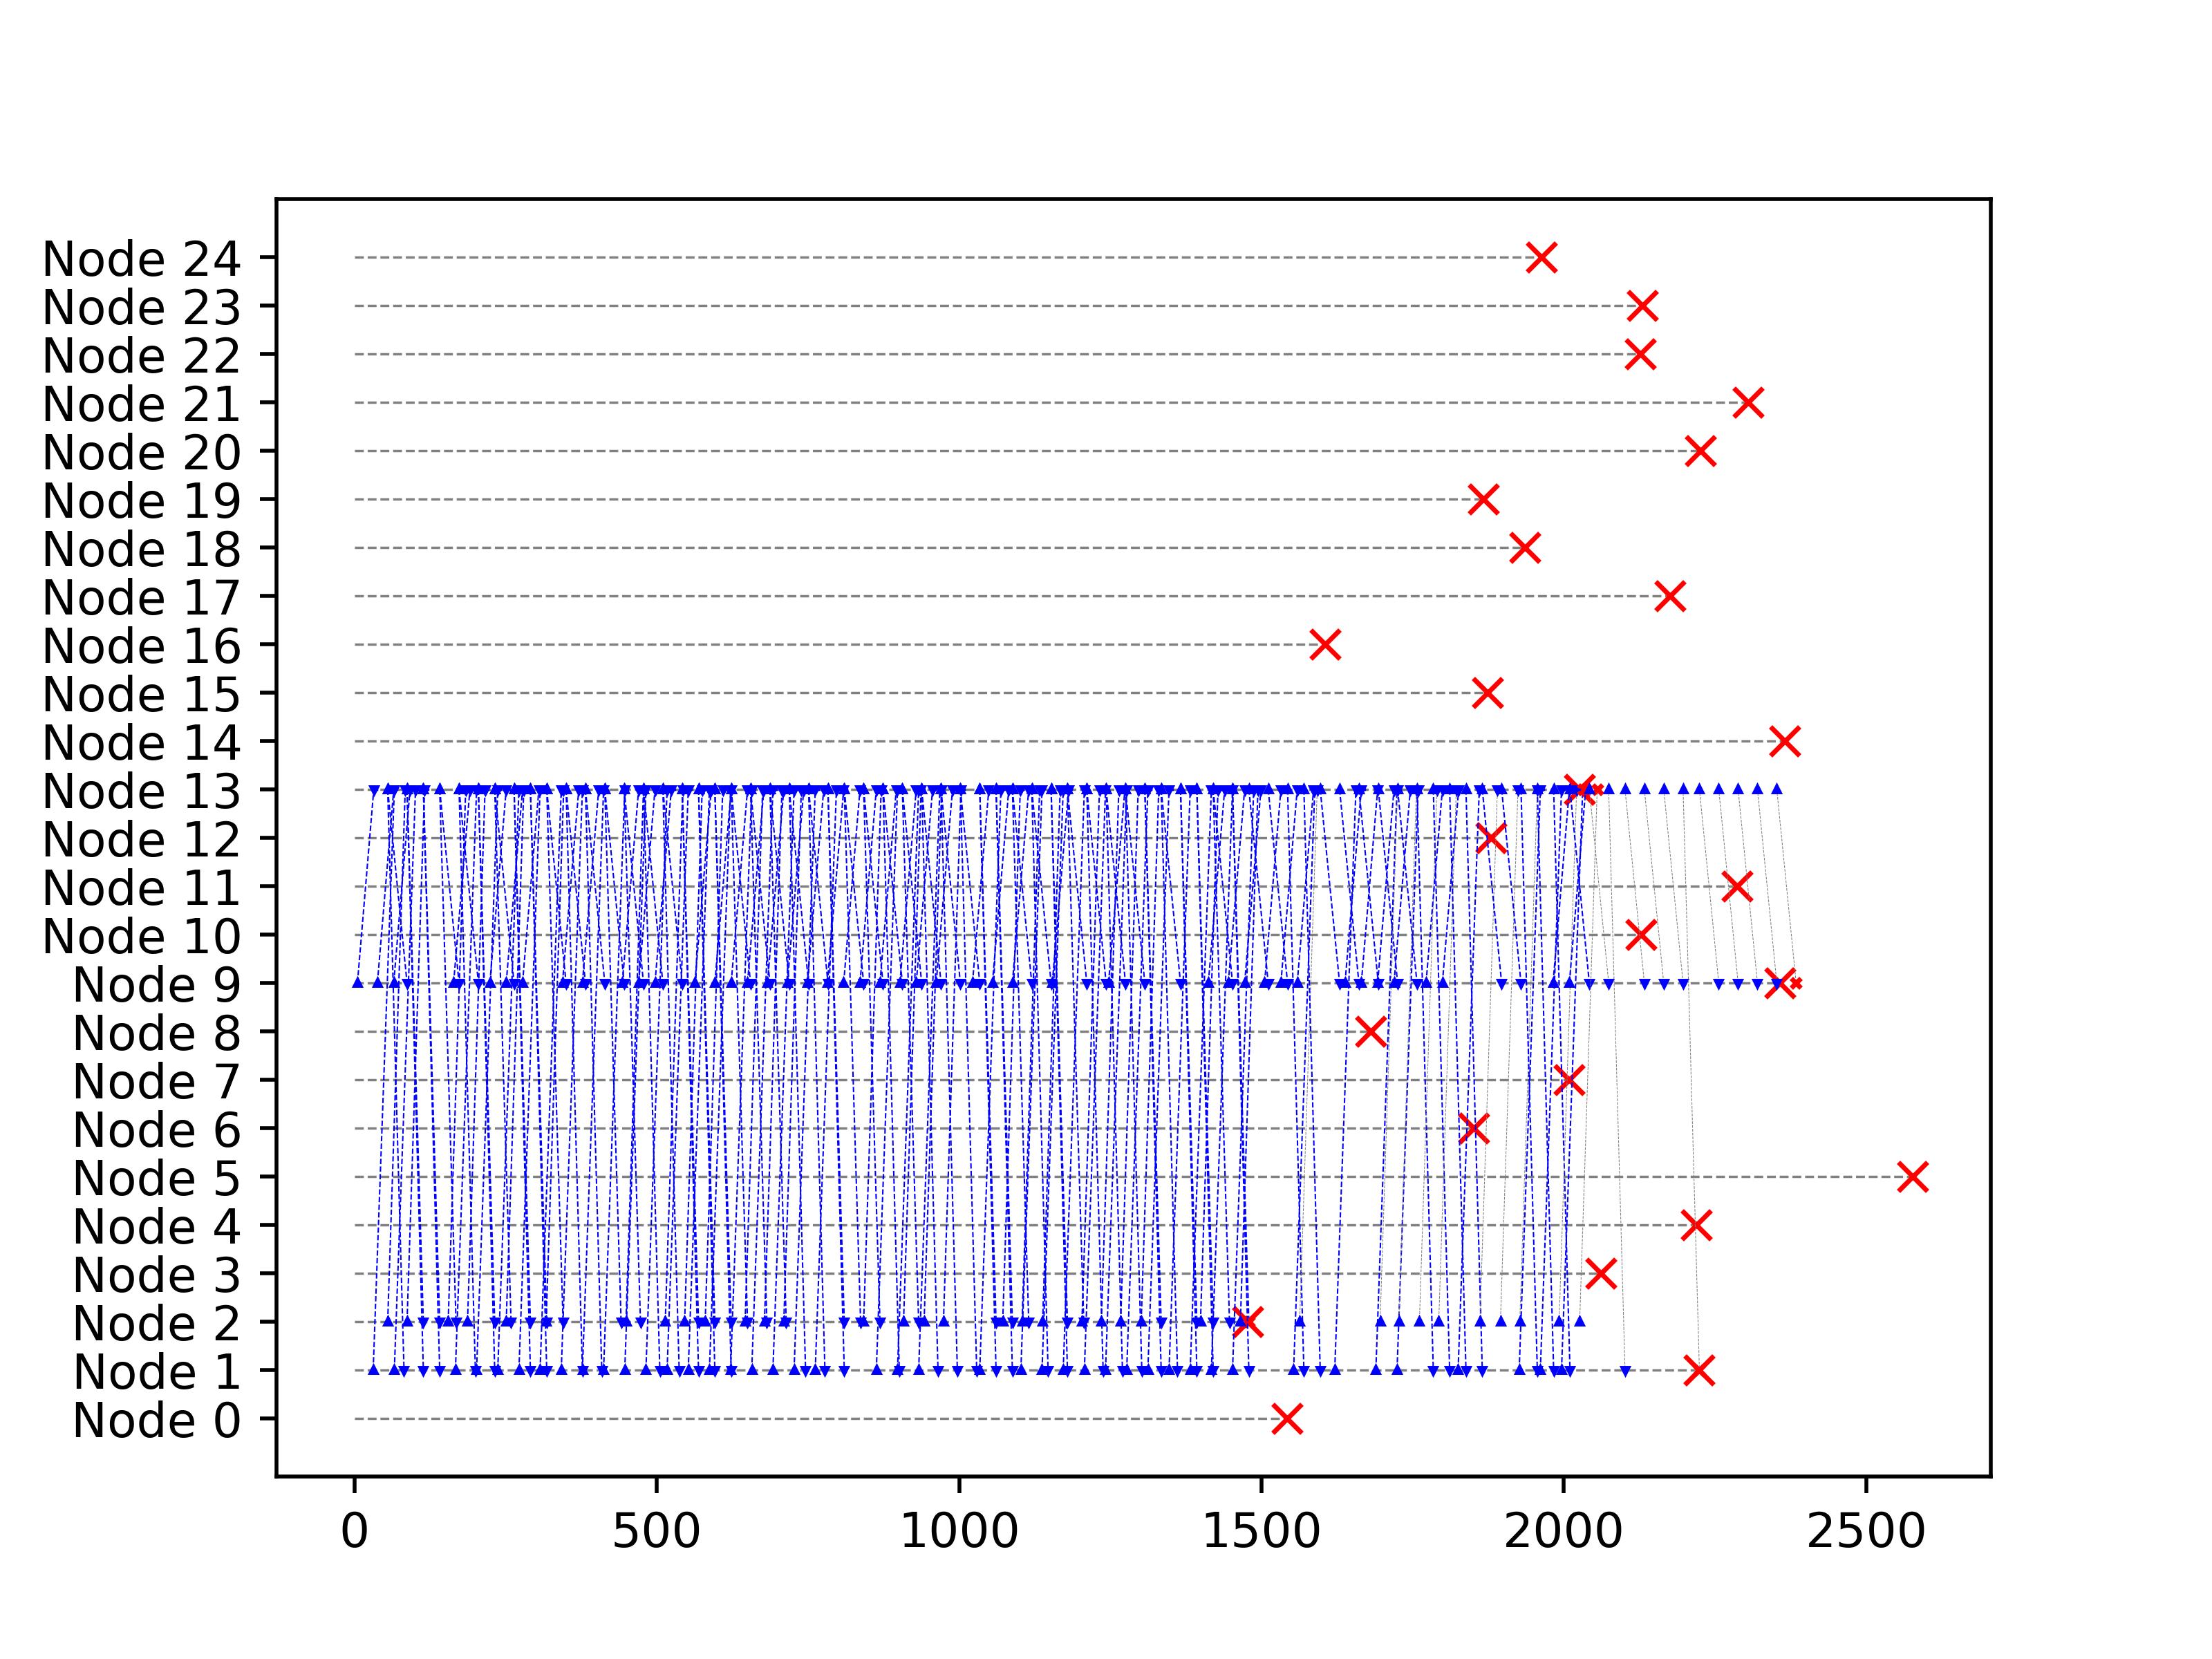 Node 24
Node 23
Node 22
Node 21
Node 20
Node 19
Node 18
Node 17
Node 16
Node 15
Node 14
Node 13
Node 12
Node 11
Node 10
Node 9
Node 8
Node 7
Node 6
Node 5
Node 4
Node 3
Node 2
Node 1
Node 0
0 500 1000 1500 2000 2500